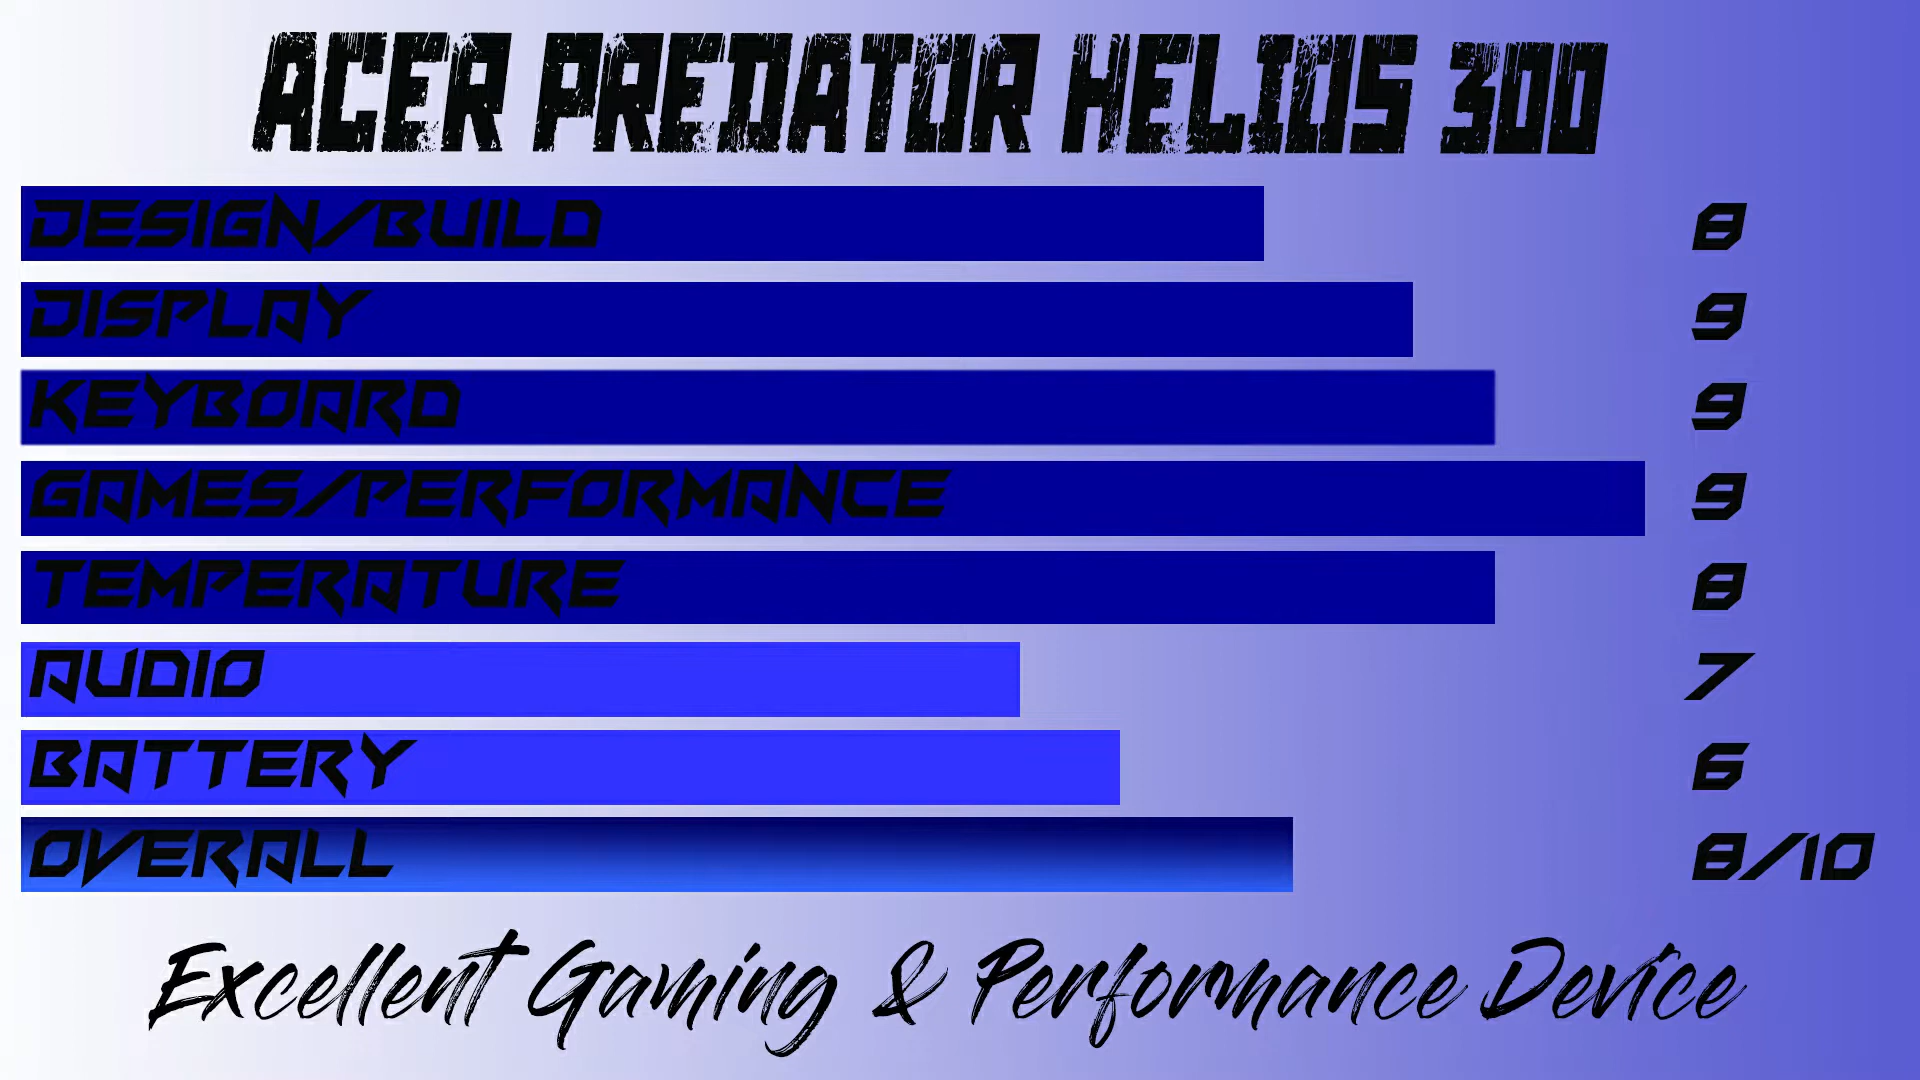 ACER PREDATOR HELIOS 300
DESIGN/BUILD 8
DISPLAY 9
KEYBOARD 9
GAMES/PERFORMANCE 9
TEMPERATURE 8
AUDIO 7
BATTERY 6
OVERALL 8/10
Excellent Gaming & Performance Device